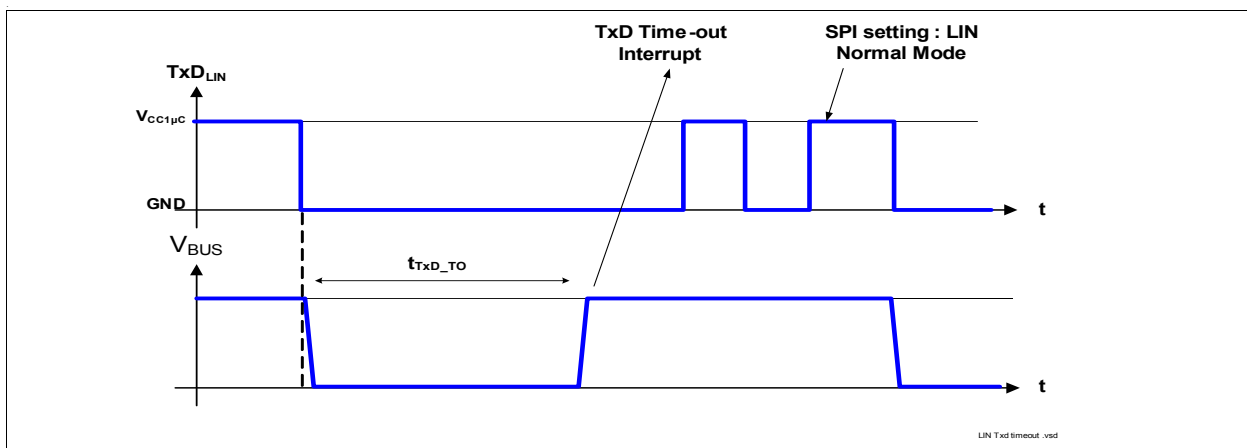 TxD Time-out
Interrupt
SPI setting : LIN
Normal Mode
TxDLIN
VCC1µC
GND
t
VBUS
tTxD_TO
t
LIN Txd timeout .vsd